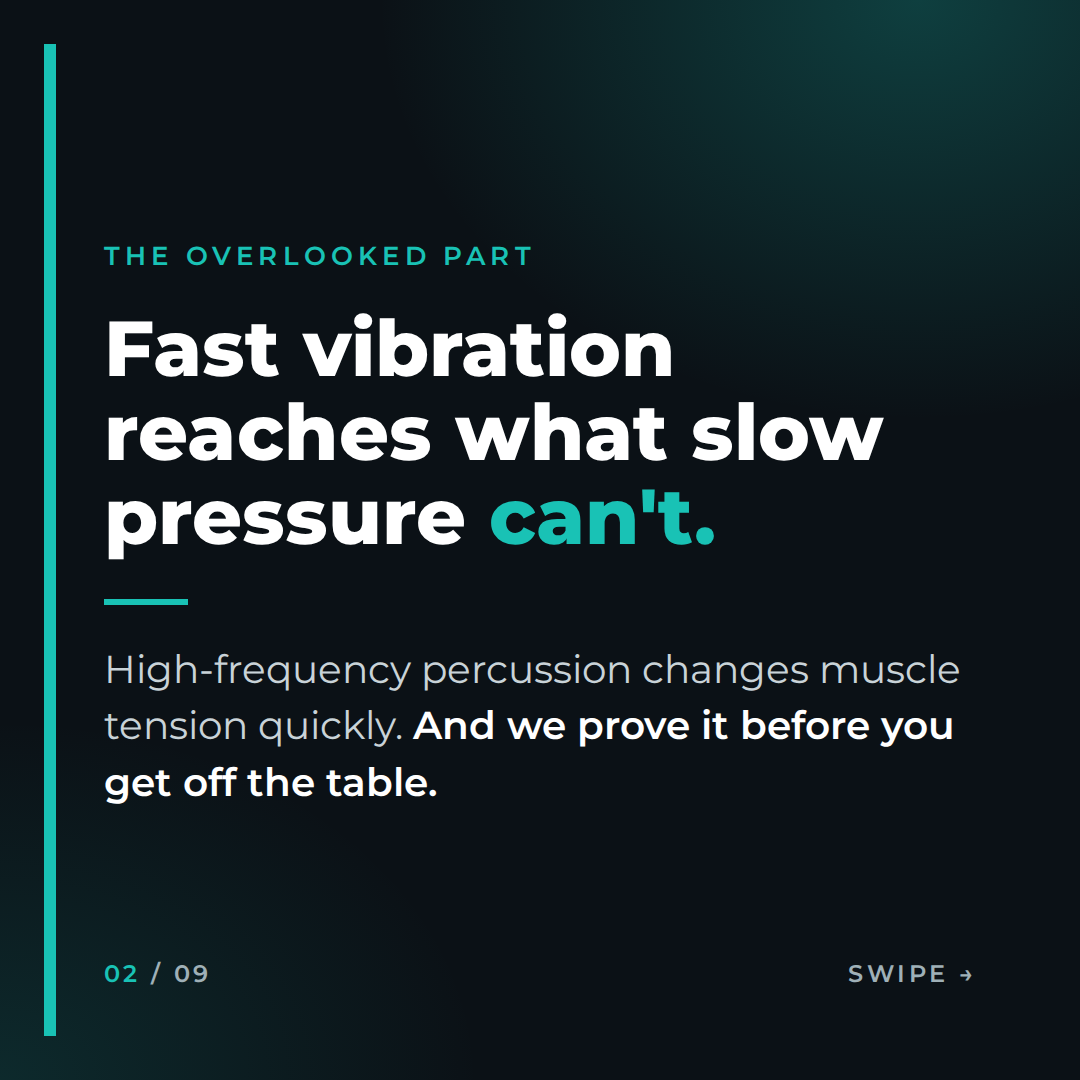 THE OVERLOOKED PART
Fast vibration
reaches what slow
pressure can't.
High-frequency percussion changes muscle
tension quickly. And we prove it before you
get off the table.
02 / 09
SWIPE →